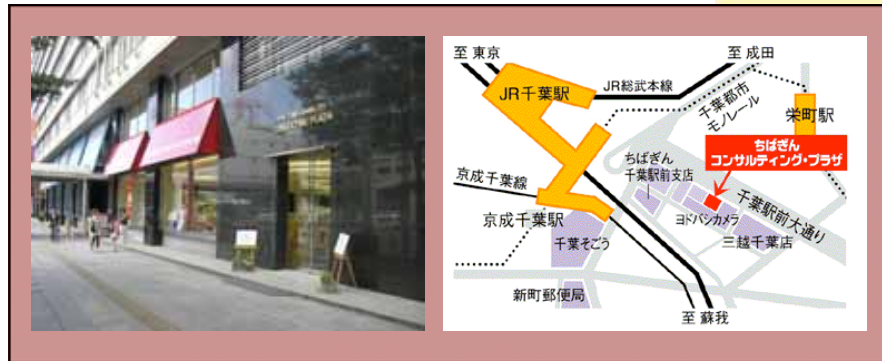 至 東京
至 成田
JR千葉駅
JR総武本線
千葉都市
モノレール
栄町駅
ちばぎん
コンサルティング・プラザ
ちばぎん
千葉駅前支店
京成千葉線
京成千葉駅
ヨドバシカメラ
千葉駅前大通り
三越千葉店
千葉そごう
新町郵便局
至 蘇我